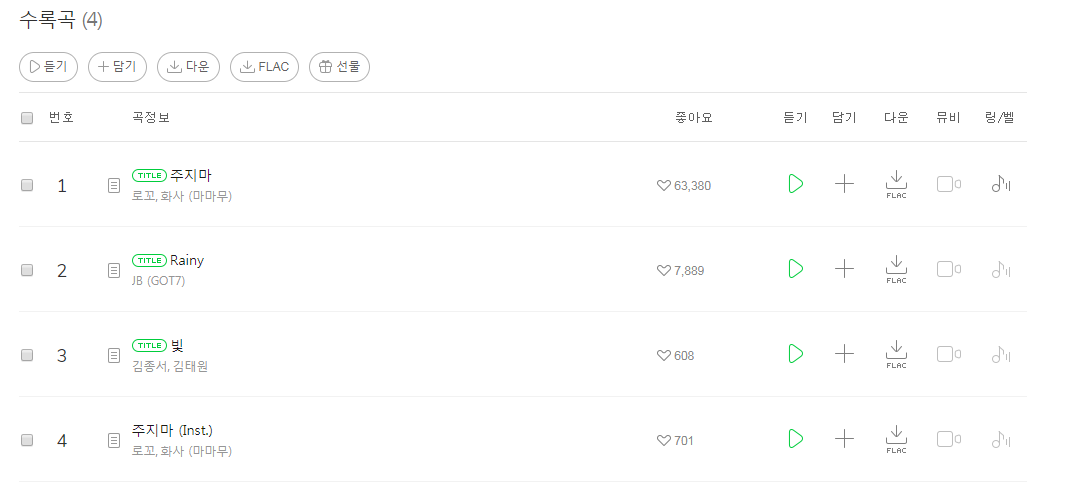 수록곡 (4)
듣기 담기 다운 FLAC 선물
번호 곡정보 좋아요 듣기 담기 다운 뮤비 링/벨
1 TITLE 주지마 63,380 FLAC
로꼬, 화사 (마마무)
2 TITLE Rainy 7,889 FLAC
JB (GOT7)
3 TITLE 빛 608 FLAC
김종서, 김태원
4 주지마 (Inst.) 701 FLAC
로꼬, 화사 (마마무)